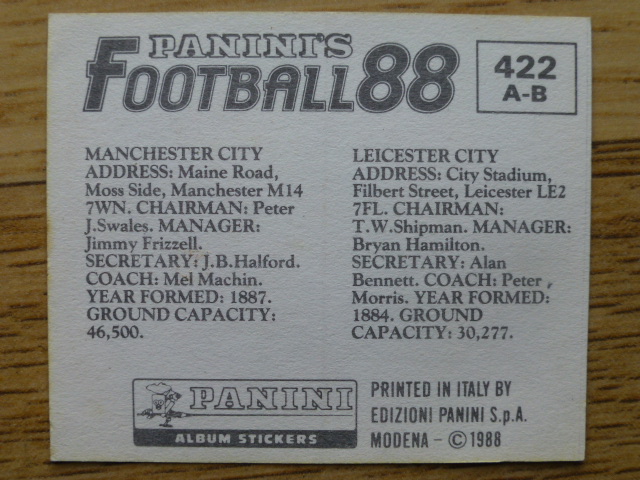 PANINI'S
FOOTBALL 88
422
A-B
MANCHESTER CITY
ADDRESS: Maine Road,
Moss Side, Manchester M14
7WN. CHAIRMAN: Peter
J.Swales. MANAGER:
Jimmy Frizzell.
SECRETARY: J.B.Halford.
COACH: Mel Machin.
YEAR FORMED: 1887.
GROUND CAPACITY:
46,500.
LEICESTER CITY
ADDRESS: City Stadium,
Filbert Street, Leicester LE2
7FL. CHAIRMAN:
T.W.Shipman. MANAGER:
Bryan Hamilton.
SECRETARY: Alan
Bennett. COACH: Peter
Morris. YEAR FORMED:
1884. GROUND
CAPACITY: 30,277.
PANINI
ALBUM STICKERS
PRINTED IN ITALY BY
EDIZIONI PANINI S.p.A.
MODENA - © 1988